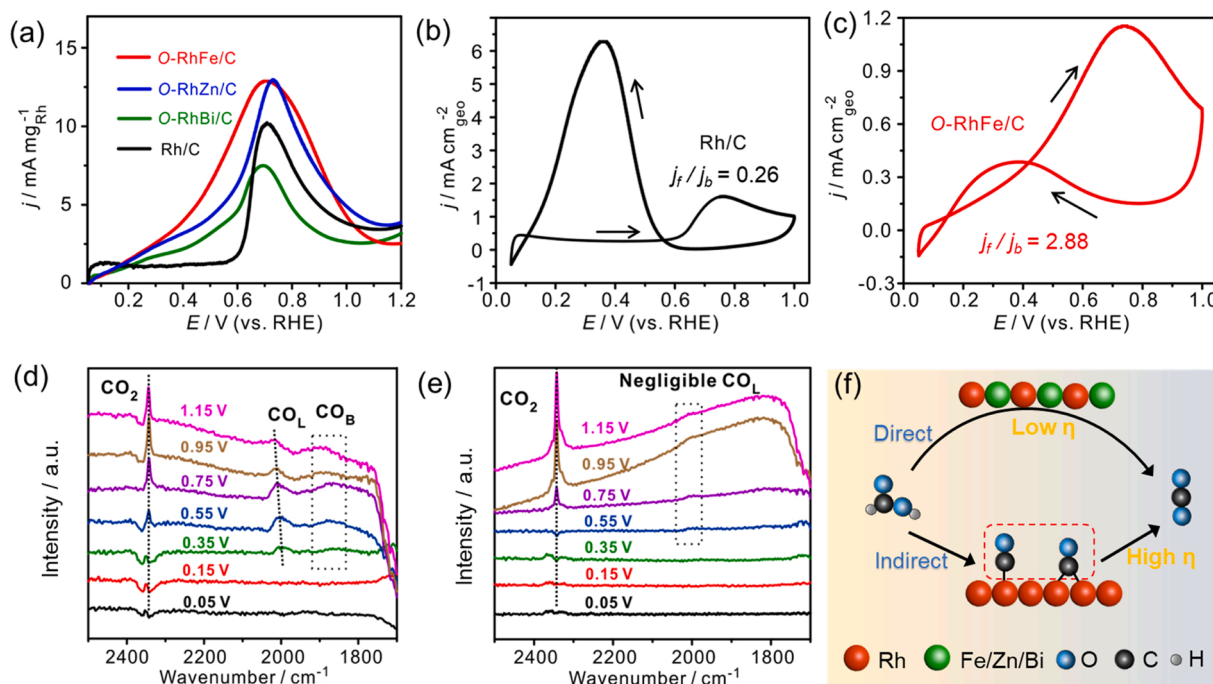 (a)
j / mA mg⁻¹Rh
15
10
5
0
O-RhFe/C
O-RhZn/C
O-RhBi/C
Rh/C
0.2 0.4 0.6 0.8 1.0 1.2
E / V (vs. RHE)
(b)
j / mA cm⁻²geo
6
5
4
3
2
1
0
-1
Rh/C
jf / jb = 0.26
0.0 0.2 0.4 0.6 0.8 1.0
E / V (vs. RHE)
(c)
j / mA cm⁻²geo
1.2
0.9
0.6
0.3
0.0
-0.3
O-RhFe/C
jf / jb = 2.88
0.0 0.2 0.4 0.6 0.8 1.0
E / V (vs. RHE)
(d)
Intensity / a.u.
CO2
COL
COB
1.15 V
0.95 V
0.75 V
0.55 V
0.35 V
0.15 V
0.05 V
2400 2200 2000 1800
Wavenumber / cm⁻¹
(e)
Intensity / a.u.
CO2
Negligible COL
1.15 V
0.95 V
0.75 V
0.55 V
0.35 V
0.15 V
0.05 V
2400 2200 2000 1800
Wavenumber / cm⁻¹
(f)
Direct
Low η
Indirect
High η
Rh Fe/Zn/Bi O C H